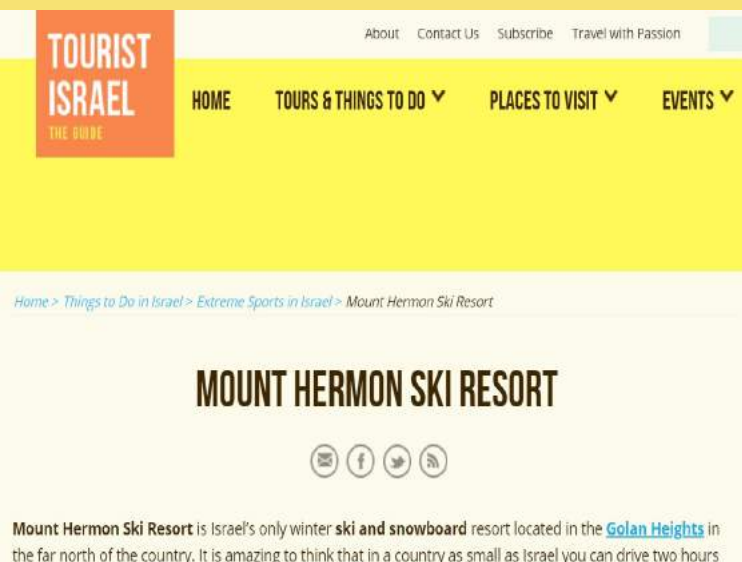 About Contact Us Subscribe Travel with Passion
TOURIST
ISRAEL
THE GUIDE
HOME TOURS & THINGS TO DO PLACES TO VISIT EVENTS
Home > Things to Do in Israel > Extreme Sports in Israel > Mount Hermon Ski Resort
MOUNT HERMON SKI RESORT
Mount Hermon Ski Resort is Israel's only winter ski and snowboard resort located in the Golan Heights in
the far north of the country. It is amazing to think that in a country as small as Israel you can drive two hours